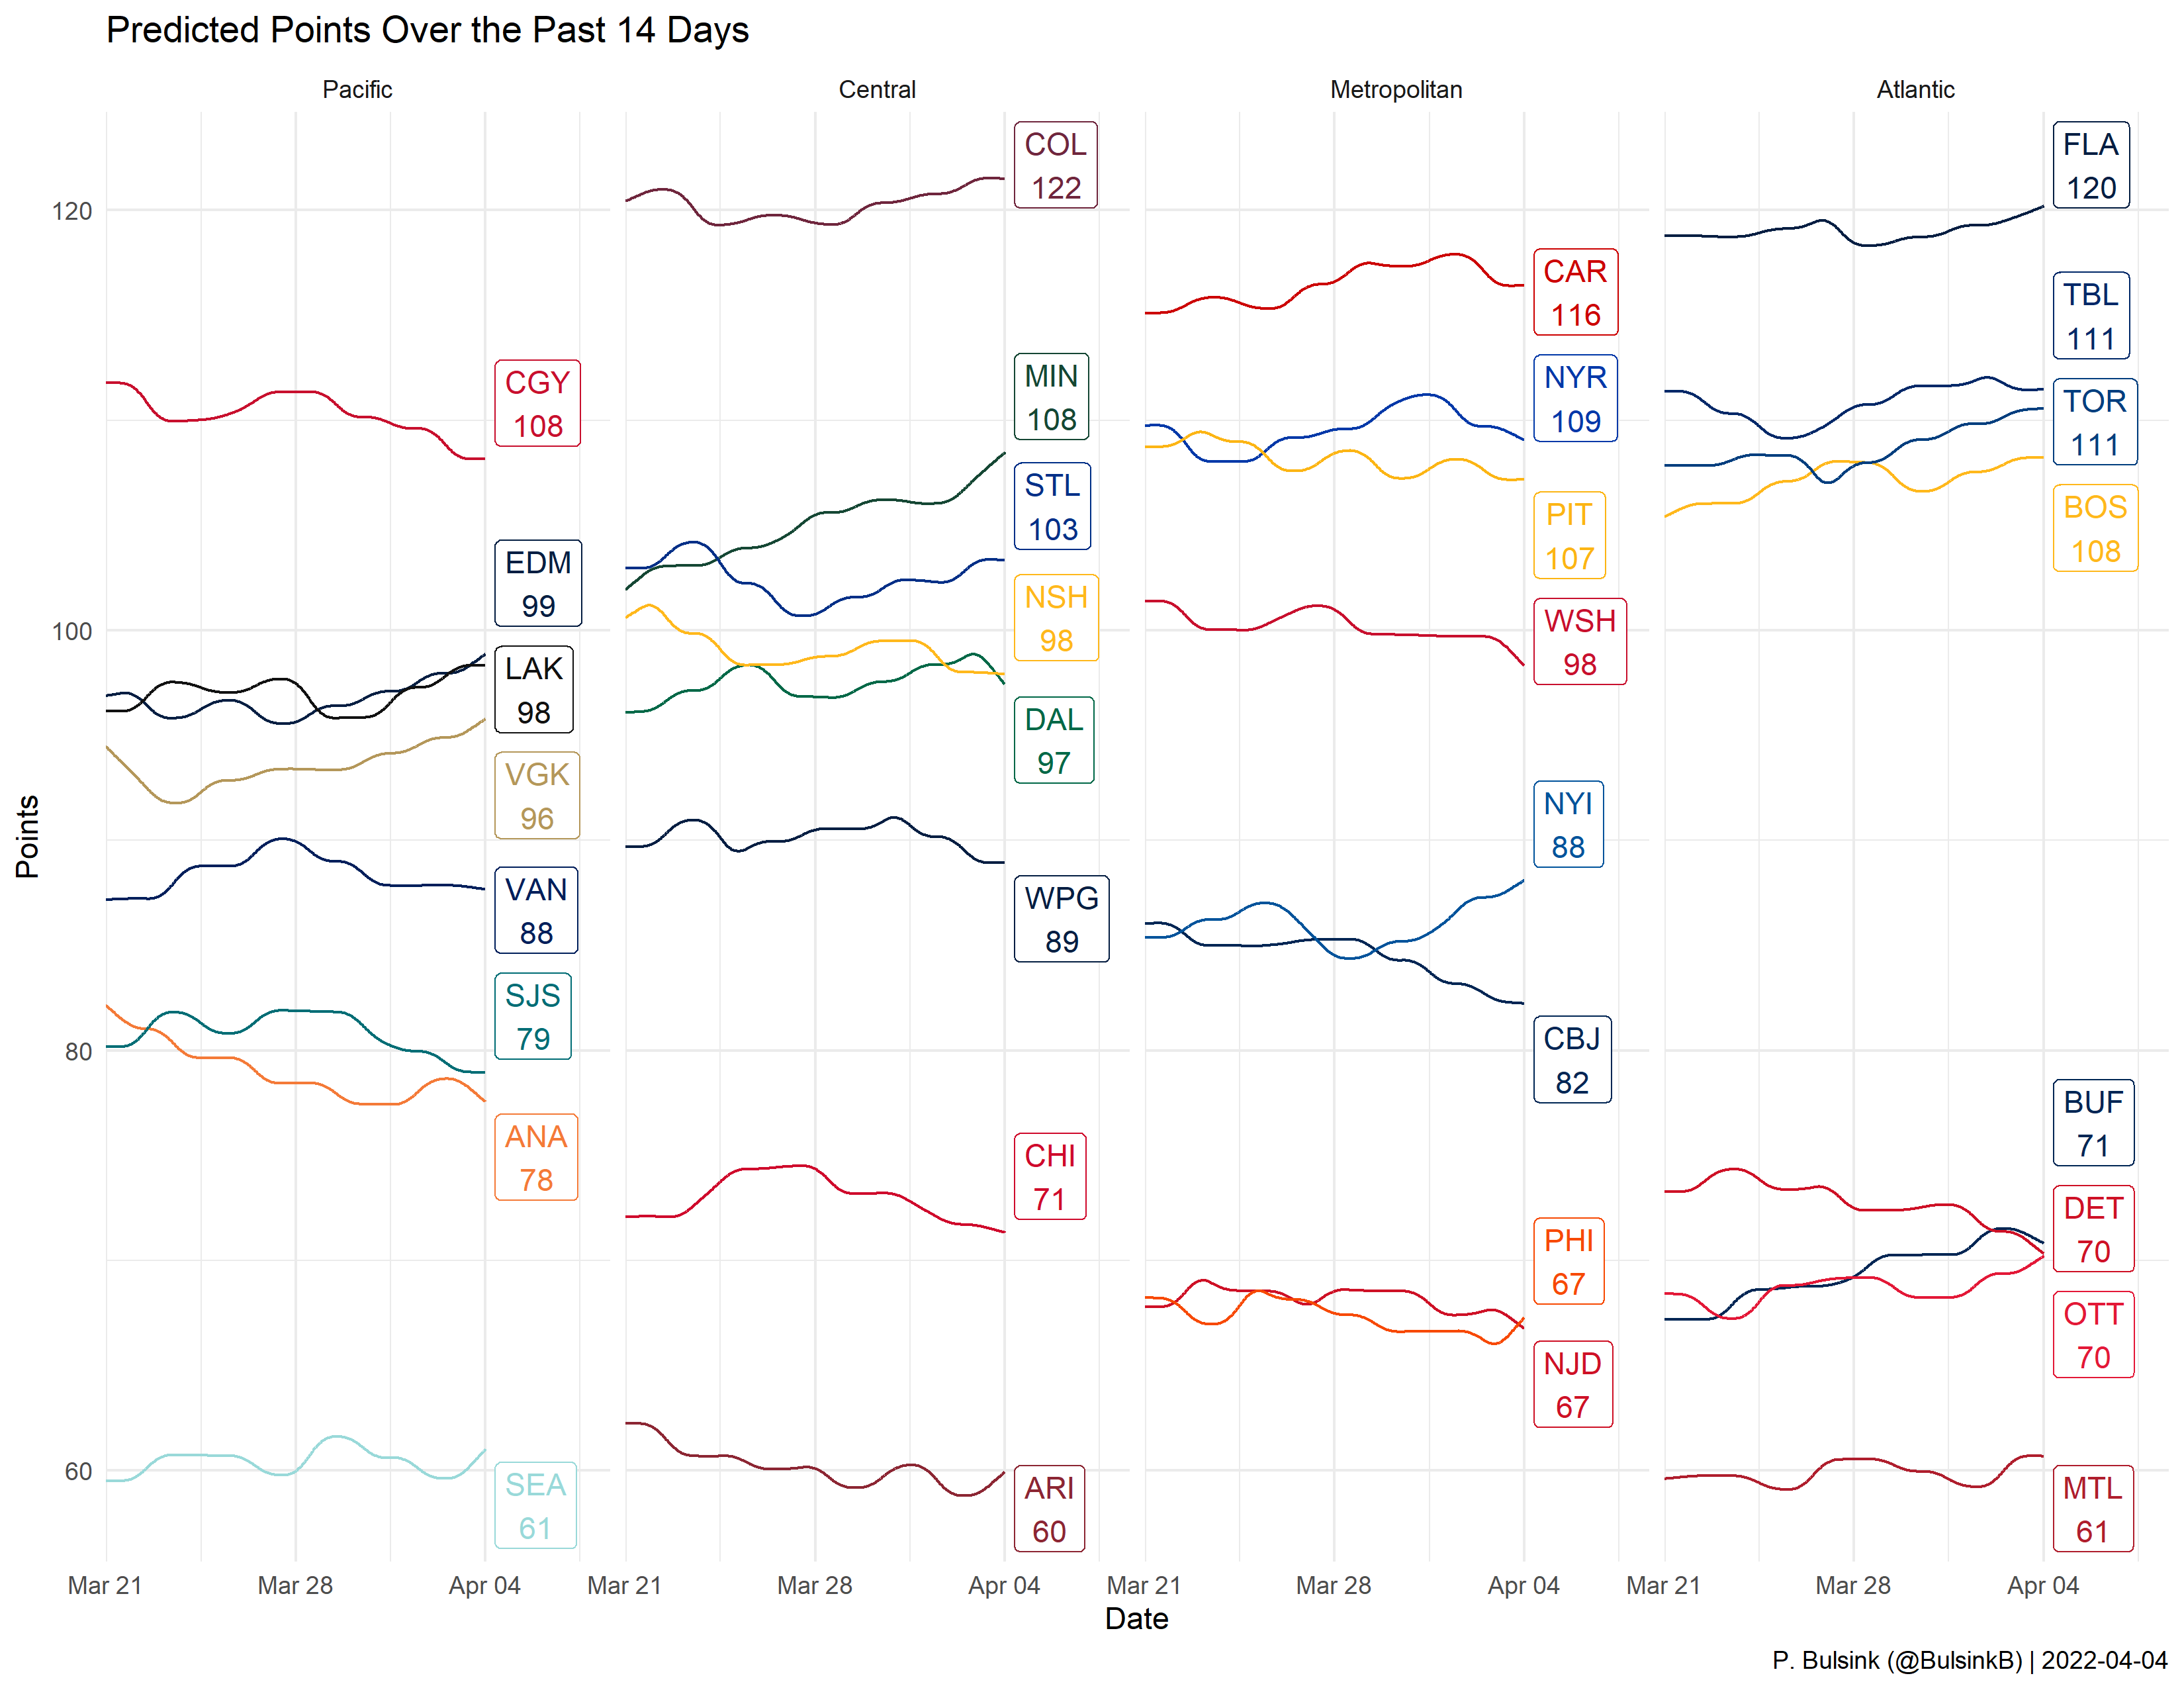 Predicted Points Over the Past 14 Days
Pacific
Central
Metropolitan
Atlantic
Points
120
100
80
60
CGY
108
EDM
99
LAK
98
VGK
96
VAN
88
SJS
79
ANA
78
SEA
61
COL
122
MIN
108
STL
103
NSH
98
DAL
97
WPG
89
CHI
71
ARI
60
CAR
116
NYR
109
PIT
107
WSH
98
NYI
88
CBJ
82
PHI
67
NJD
67
FLA
120
TBL
111
TOR
111
BOS
108
BUF
71
DET
70
OTT
70
MTL
61
Mar 21
Mar 28
Apr 04
Mar 21
Mar 28
Apr 04
Mar 21
Mar 28
Apr 04
Mar 21
Mar 28
Apr 04
Date
P. Bulsink (@BulsinkB) | 2022-04-04